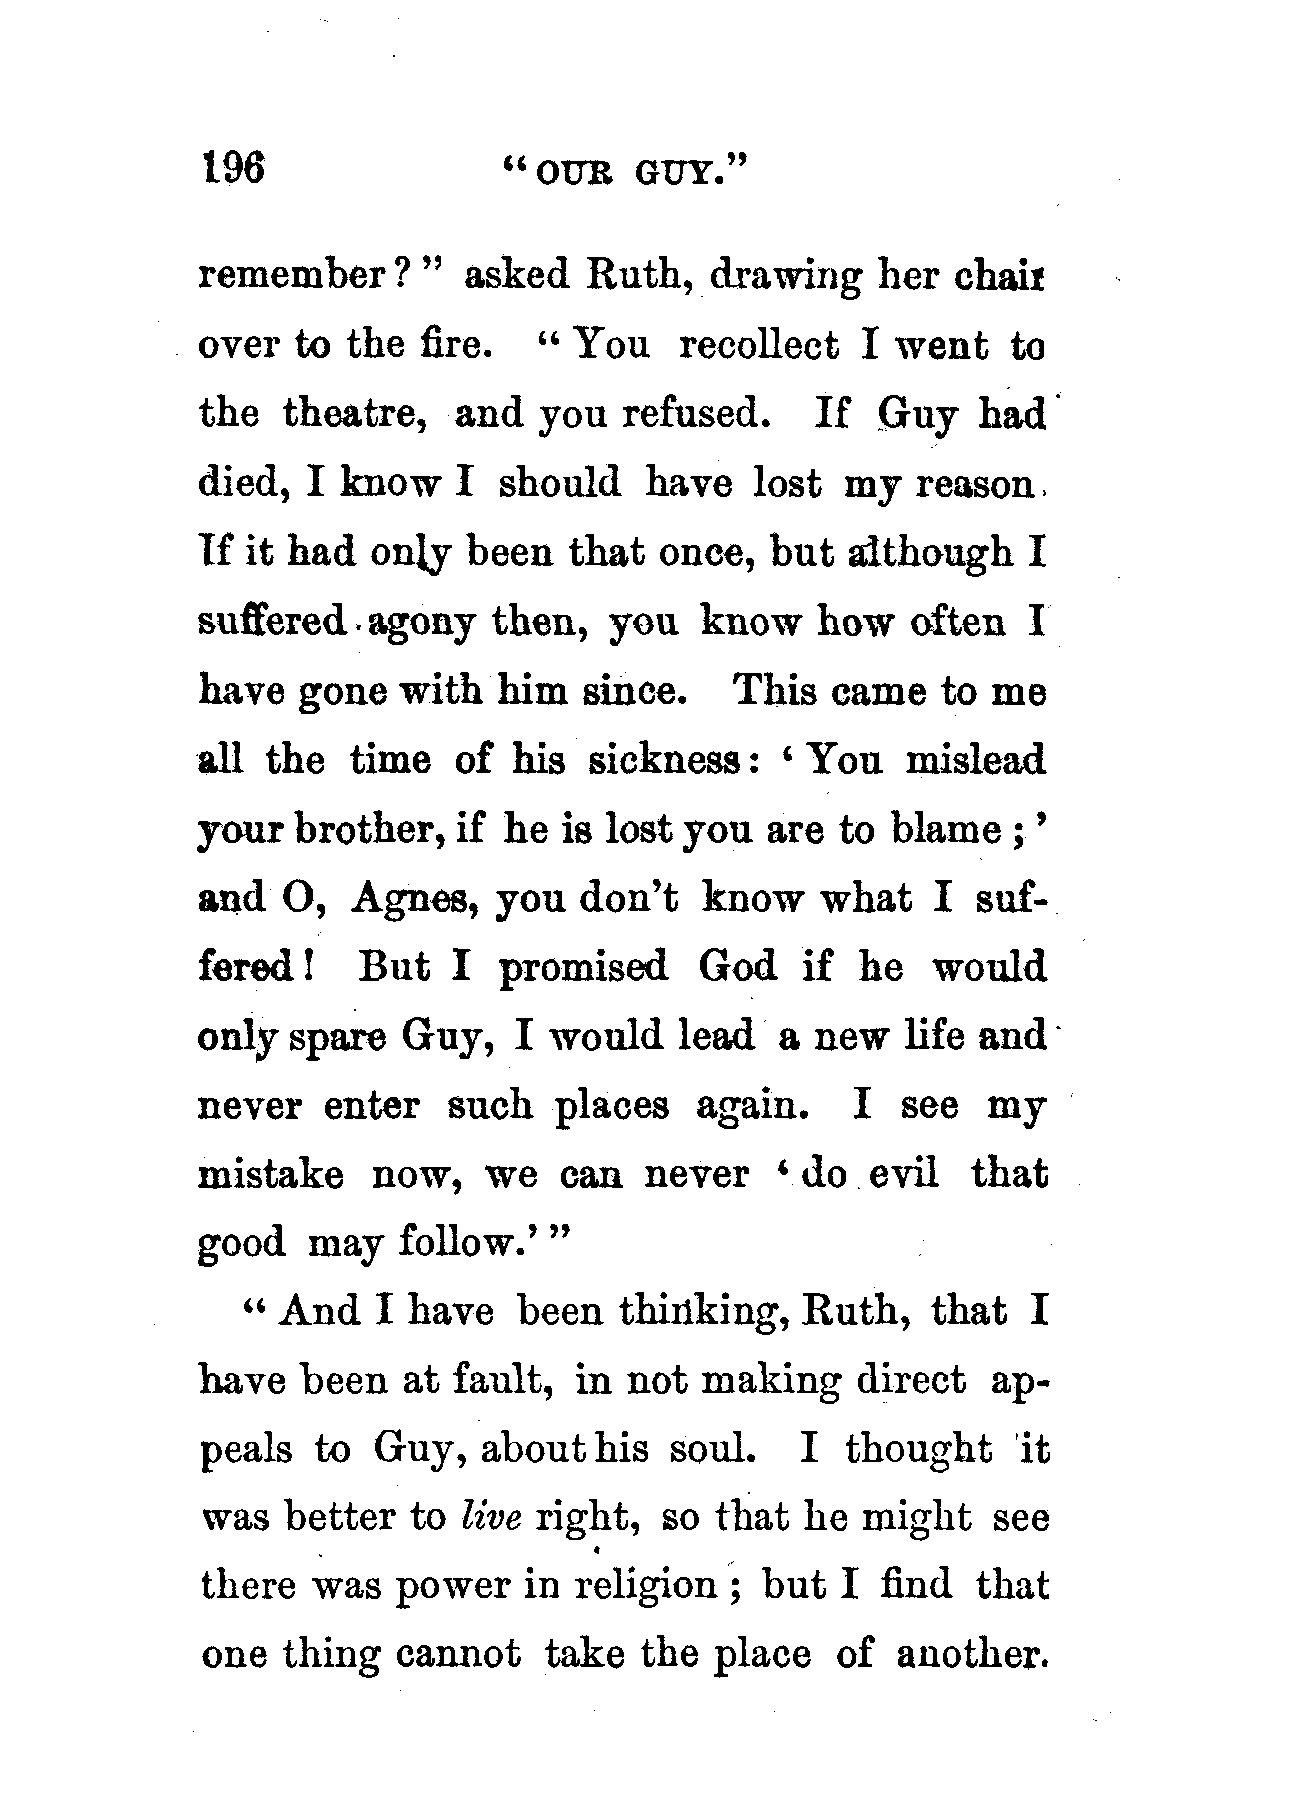 196 “OUR GUY.”
remember?” asked Ruth, drawing her chair
over to the fire. “You recollect I went to
the theatre, and you refused. If Guy had
died, I know I should have lost my reason.
If it had only been that once, but although I
suffered agony then, you know how often I
have gone with him since. This came to me
all the time of his sickness: ‘You mislead
your brother, if he is lost you are to blame;’
and O, Agnes, you don’t know what I suf-
fered! But I promised God if he would
only spare Guy, I would lead a new life and
never enter such places again. I see my
mistake now, we can never ‘do evil that
good may follow.’”
“And I have been thinking, Ruth, that I
have been at fault, in not making direct ap-
peals to Guy, about his soul. I thought it
was better to live right, so that he might see
there was power in religion; but I find that
one thing cannot take the place of another.